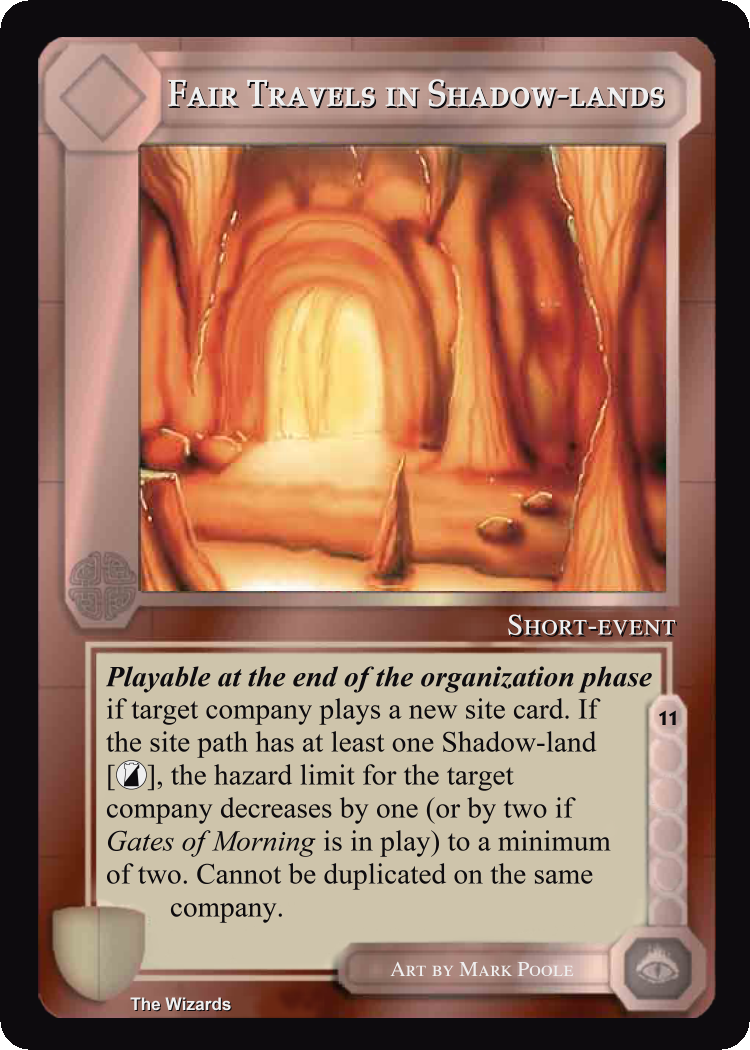 Fair Travels in Shadow-lands
Short-event
Playable at the end of the organization phase
if target company plays a new site card. If
the site path has at least one Shadow-land
[], the hazard limit for the target
company decreases by one (or by two if
Gates of Morning is in play) to a minimum
of two. Cannot be duplicated on the same
company.
11
Art by Mark Poole
The Wizards